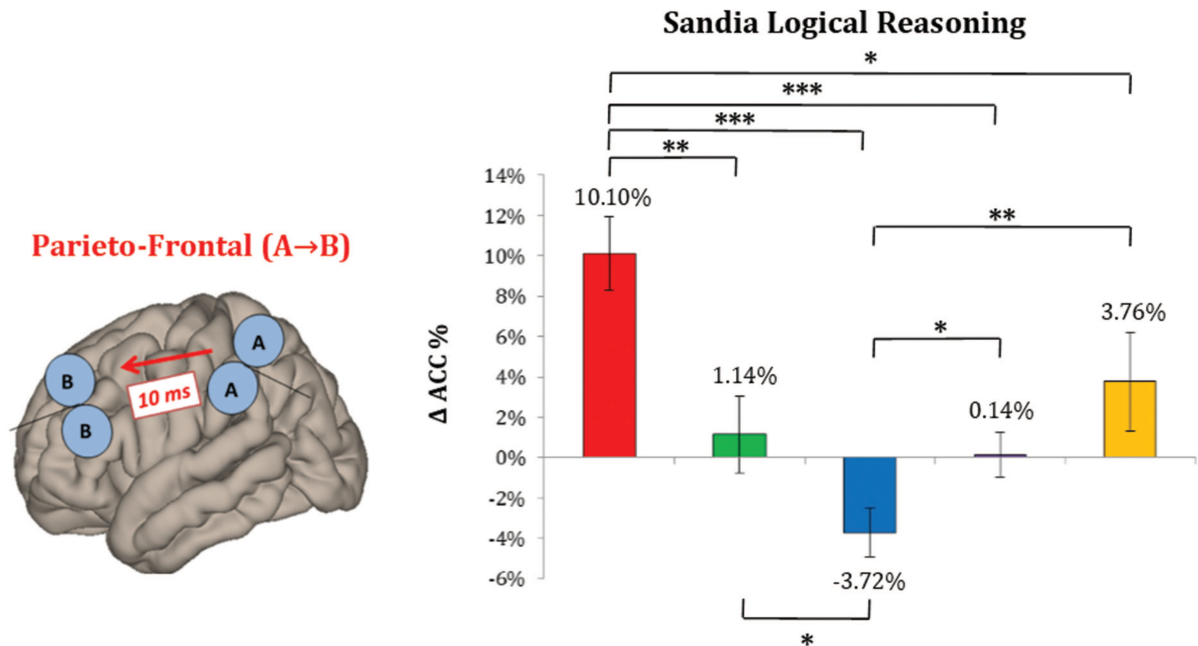 Parieto-Frontal (A→B)
A
A
B
B
10 ms
Sandia Logical Reasoning
*
***
***
**
**
*
*
Δ ACC %
14%
12%
10%
8%
6%
4%
2%
0%
-2%
-4%
-6%
10.10%
1.14%
-3.72%
0.14%
3.76%